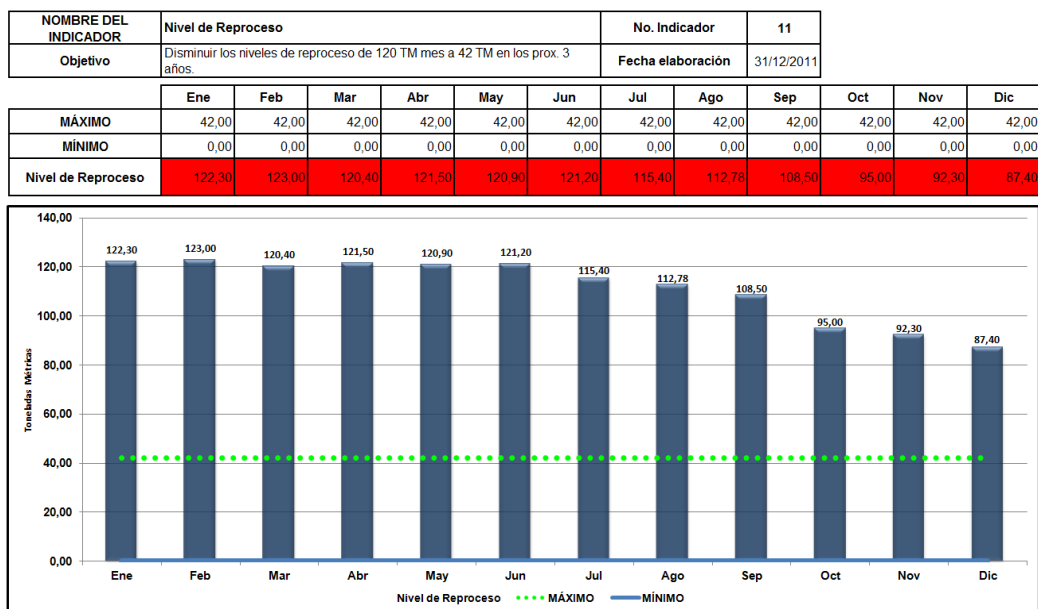 NOMBRE DEL INDICADOR Nivel de Reproceso No. Indicador 11
Objetivo Disminuir los niveles de reproceso de 120 TM mes a 42 TM en los prox. 3 años. Fecha elaboración 31/12/2011
Ene Feb Mar Abr May Jun Jul Ago Sep Oct Nov Dic
MÁXIMO 42,00 42,00 42,00 42,00 42,00 42,00 42,00 42,00 42,00 42,00 42,00 42,00
MÍNIMO 0,00 0,00 0,00 0,00 0,00 0,00 0,00 0,00 0,00 0,00 0,00 0,00
Nivel de Reproceso 122,30 123,00 120,40 121,50 120,90 121,20 115,40 112,78 108,50 95,00 92,30 87,40
140,00
120,00
100,00
80,00
60,00
40,00
20,00
0,00
Toneladas Métricas
122,30 123,00 120,40 121,50 120,90 121,20 115,40 112,78 108,50 95,00 92,30 87,40
Ene Feb Mar Abr May Jun Jul Ago Sep Oct Nov Dic
Nivel de Reproceso MÁXIMO MÍNIMO